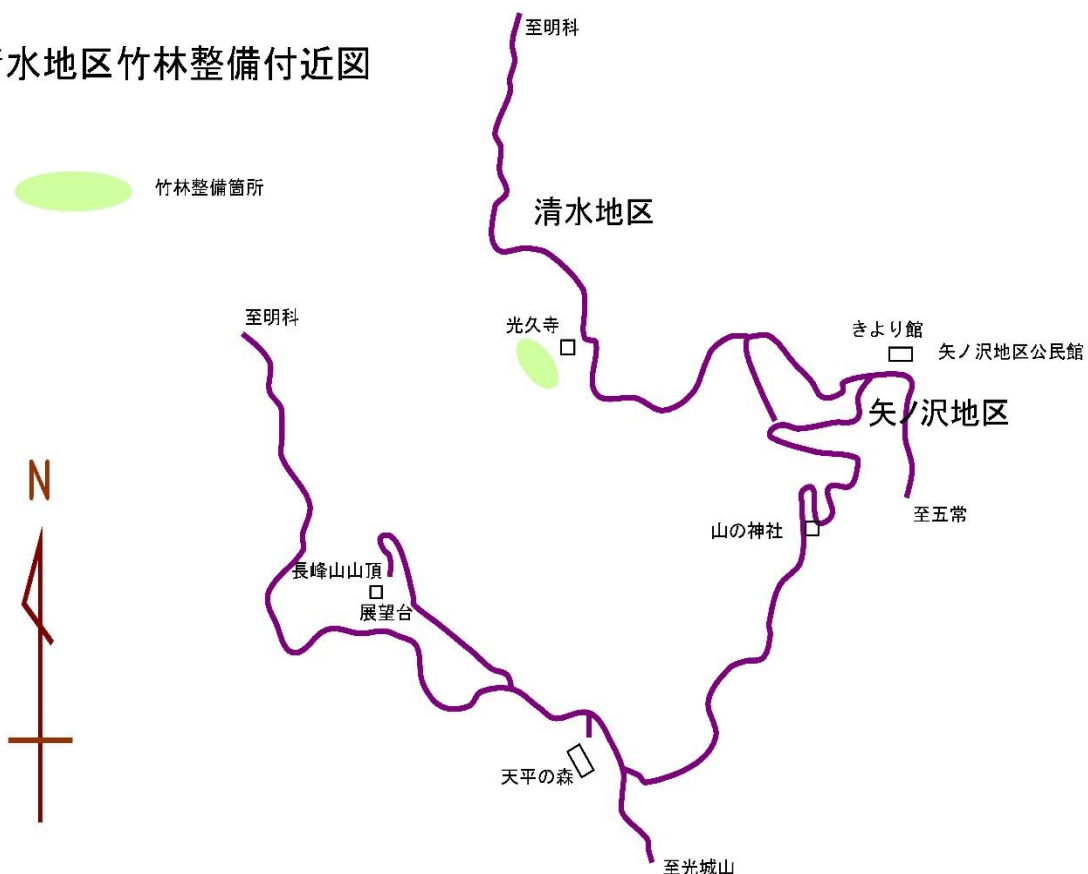 至明科
水地区竹林整備付近図
竹林整備箇所
清水地区
至明科
光久寺
きより館
矢ノ沢地区公民館
矢ノ沢地区
N
至五常
山の神社
長峰山山頂
展望台
天平の森
至光城山